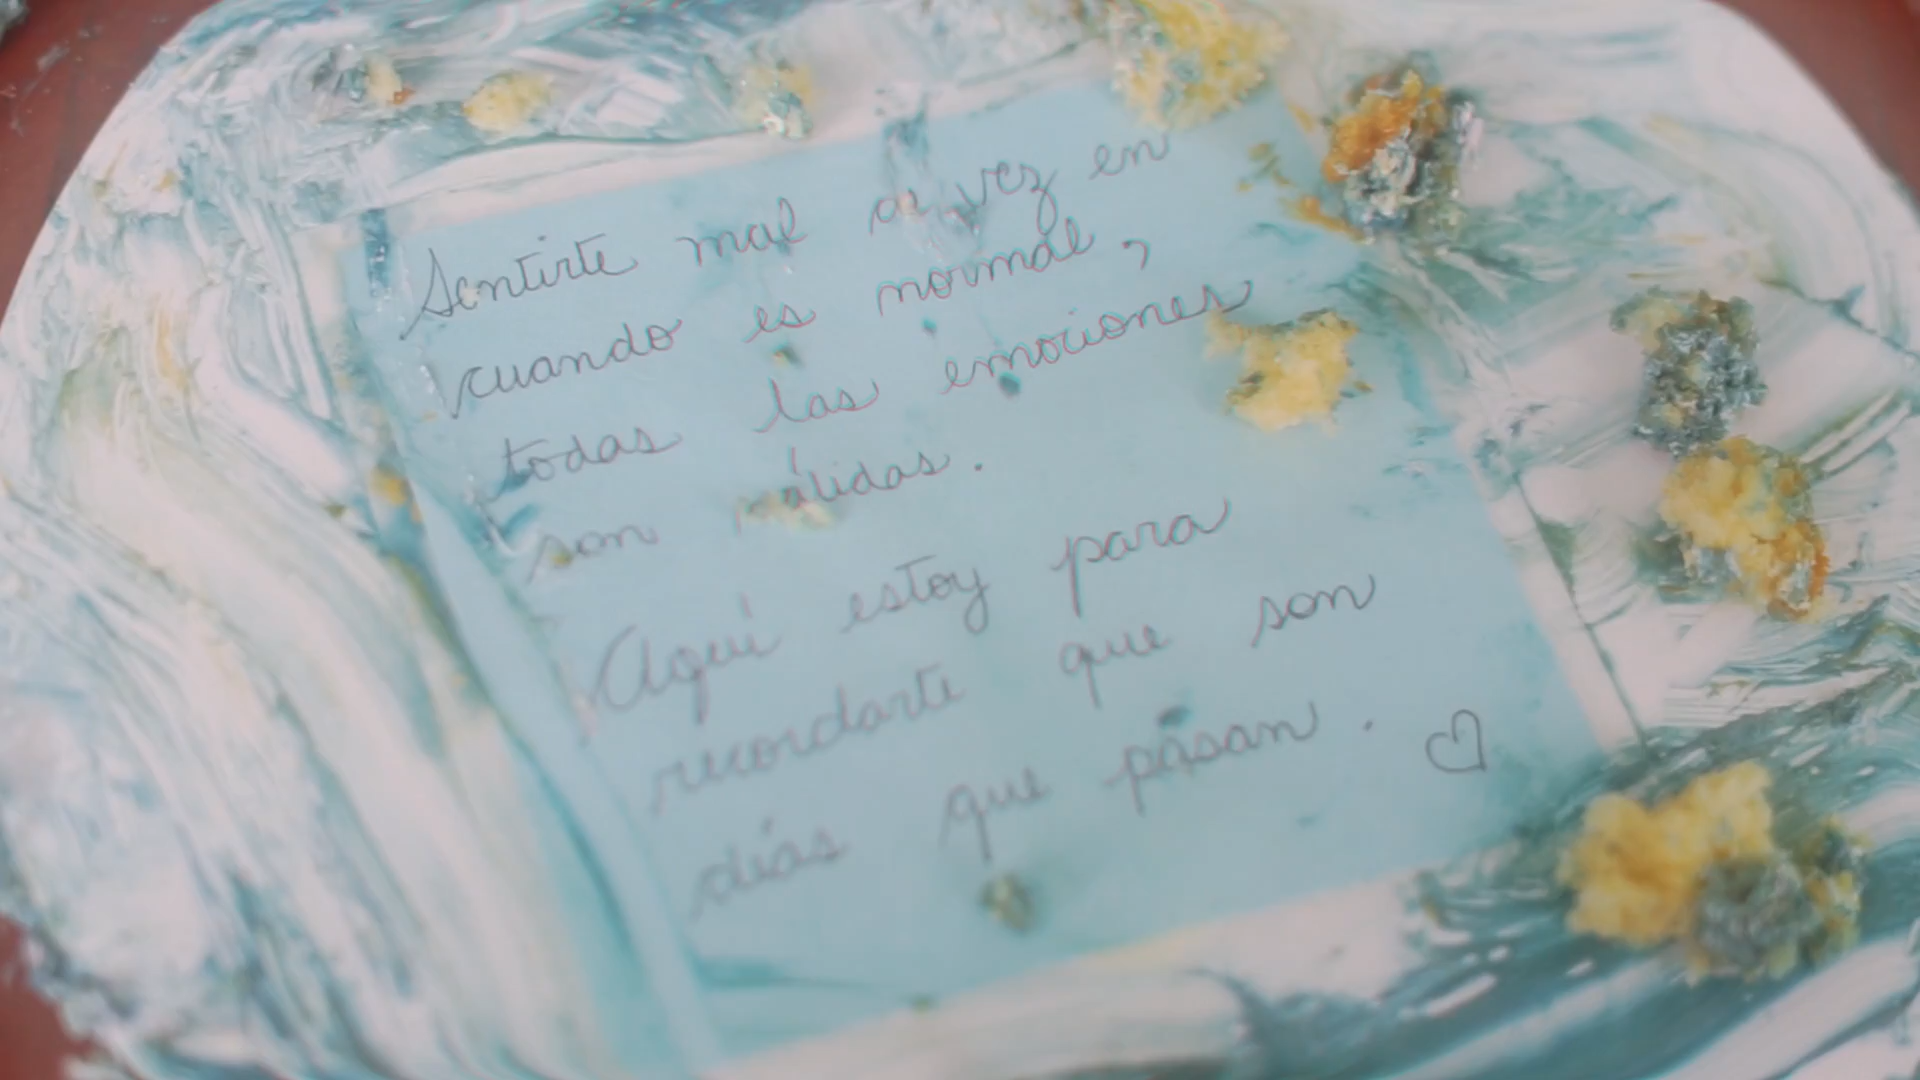 Sentirte mal de vez en
cuando es normal,
todas las emociones
son válidas.
Aquí estoy para
recordarte que son
días que pasan.